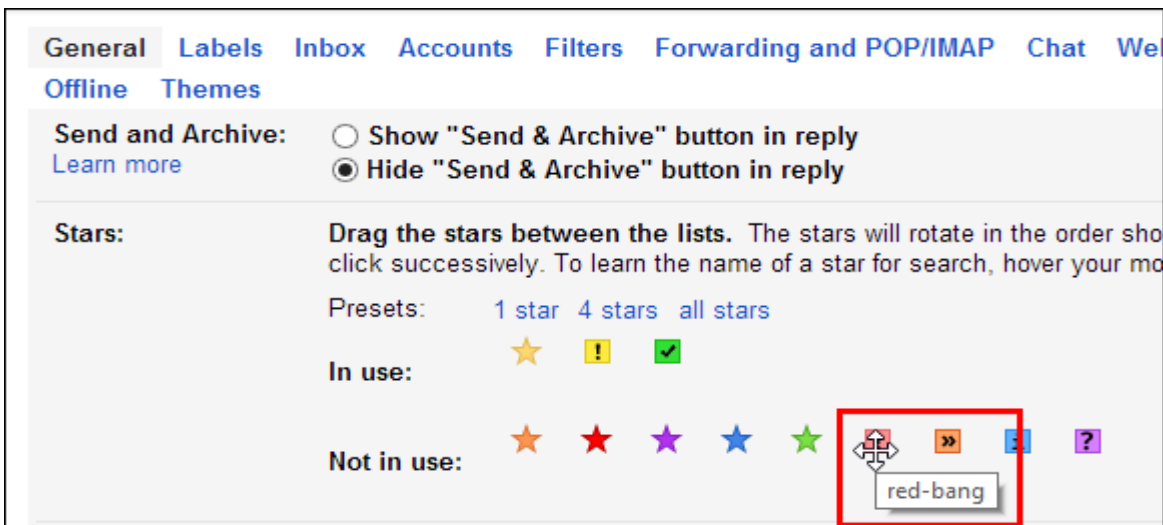 General Labels Inbox Accounts Filters Forwarding and POP/IMAP Chat We
Offline Themes
Send and Archive: Show "Send & Archive" button in reply
Learn more Hide "Send & Archive" button in reply
Stars: Drag the stars between the lists. The stars will rotate in the order sho
click successively. To learn the name of a star for search, hover your mo
Presets: 1 star 4 stars all stars
!
In use:
» ?
Not in use:
red-bang